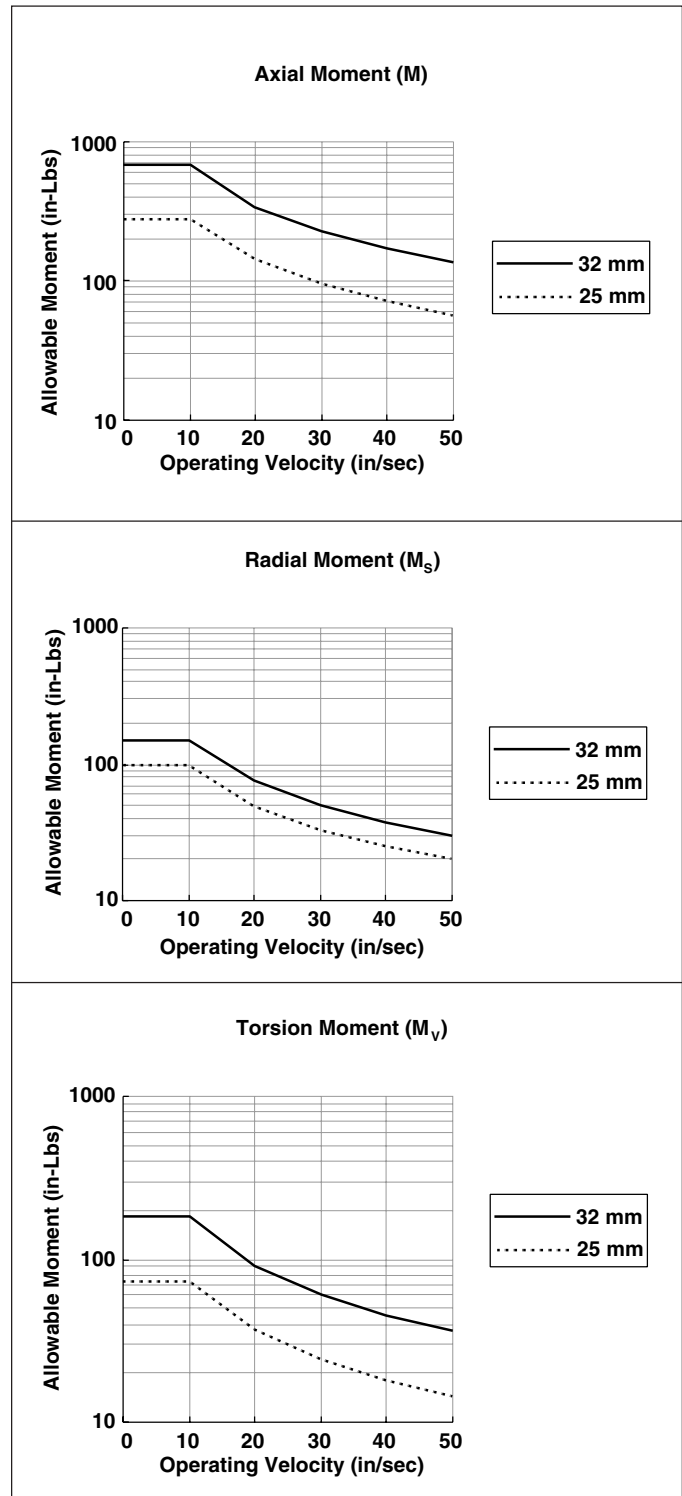 Axial Moment (M)
Allowable Moment (in-Lbs)
1000
100
10
0 10 20 30 40 50
Operating Velocity (in/sec)
32 mm
25 mm
Radial Moment (Ms)
Allowable Moment (in-Lbs)
1000
100
10
0 10 20 30 40 50
Operating Velocity (in/sec)
32 mm
25 mm
Torsion Moment (Mv)
Allowable Moment (in-Lbs)
1000
100
10
0 10 20 30 40 50
Operating Velocity (in/sec)
32 mm
25 mm